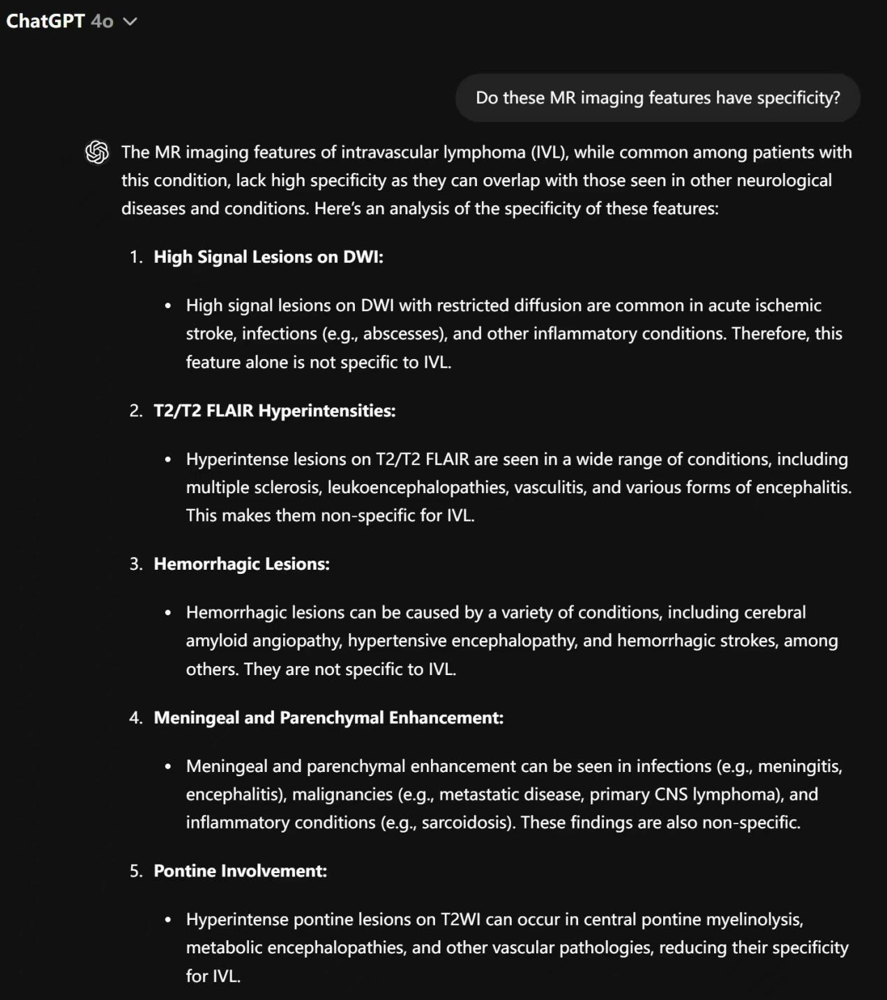 ChatGPT 4o
Do these MR imaging features have specificity?
The MR imaging features of intravascular lymphoma (IVL), while common among patients with
this condition, lack high specificity as they can overlap with those seen in other neurological
diseases and conditions. Here's an analysis of the specificity of these features:
1. High Signal Lesions on DWI:
• High signal lesions on DWI with restricted diffusion are common in acute ischemic
stroke, infections (e.g., abscesses), and other inflammatory conditions. Therefore, this
feature alone is not specific to IVL.
2. T2/T2 FLAIR Hyperintensities:
• Hyperintense lesions on T2/T2 FLAIR are seen in a wide range of conditions, including
multiple sclerosis, leukoencephalopathies, vasculitis, and various forms of encephalitis.
This makes them non-specific for IVL.
3. Hemorrhagic Lesions:
• Hemorrhagic lesions can be caused by a variety of conditions, including cerebral
amyloid angiopathy, hypertensive encephalopathy, and hemorrhagic strokes, among
others. They are not specific to IVL.
4. Meningeal and Parenchymal Enhancement:
• Meningeal and parenchymal enhancement can be seen in infections (e.g., meningitis,
encephalitis), malignancies (e.g., metastatic disease, primary CNS lymphoma), and
inflammatory conditions (e.g., sarcoidosis). These findings are also non-specific.
5. Pontine Involvement:
• Hyperintense pontine lesions on T2WI can occur in central pontine myelinolysis,
metabolic encephalopathies, and other vascular pathologies, reducing their specificity
for IVL.